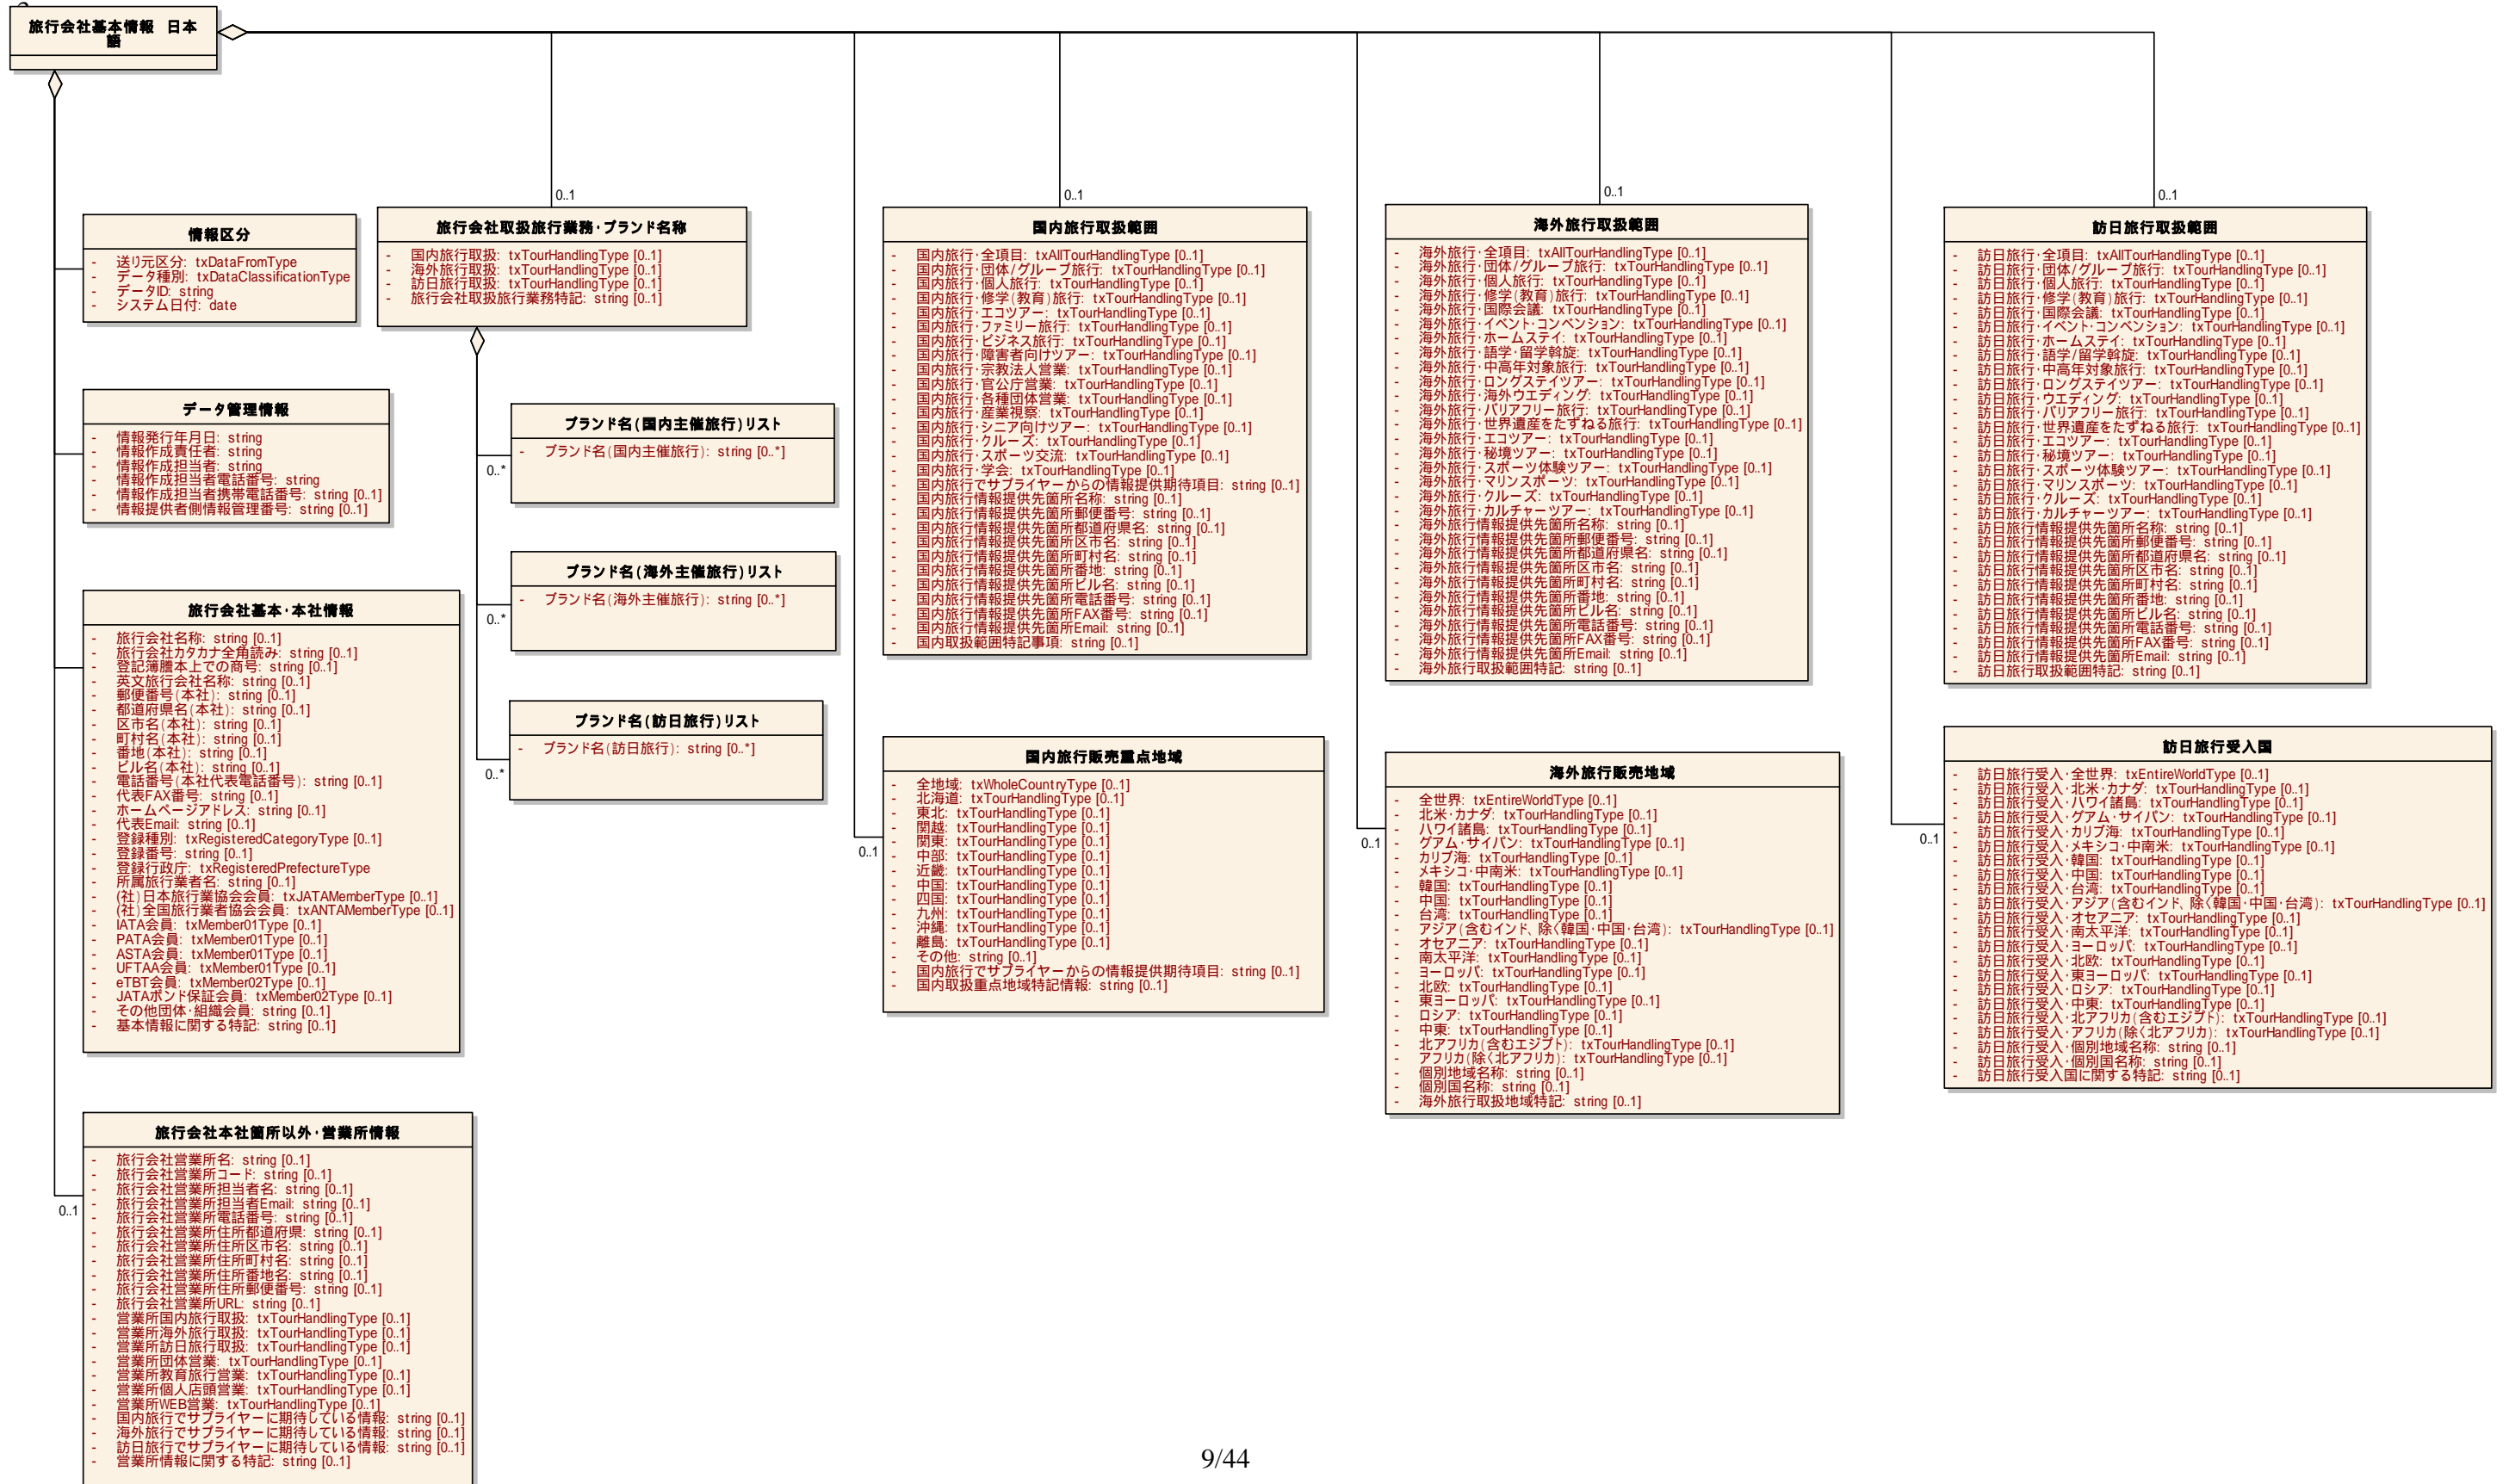 旅行会社基本情報 日本
語
0..1
0..1
0..1
0..1
情報区分
- 送り元区分: txDataFromType
- データ種別: txDataClassificationType
- データID: string
- システム日付: date
旅行会社取扱旅行業務・ブランド名称
- 国内旅行取扱: txTourHandlingType [0..1]
- 海外旅行取扱: txTourHandlingType [0..1]
- 訪日旅行取扱: txTourHandlingType [0..1]
- 旅行会社取扱旅行業務特記: string [0..1]
国内旅行取扱範囲
- 国内旅行・全項目: txAllTourHandlingType [0..1]
- 国内旅行・団体/グループ旅行: txTourHandlingType [0..1]
- 国内旅行・個人旅行: txTourHandlingType [0..1]
- 国内旅行・修学(教育)旅行: txTourHandlingType [0..1]
- 国内旅行・エコツアー: txTourHandlingType [0..1]
- 国内旅行・ファミリー旅行: txTourHandlingType [0..1]
- 国内旅行・ビジネス旅行: txTourHandlingType [0..1]
- 国内旅行・障害者向けツアー: txTourHandlingType [0..1]
- 国内旅行・宗教法人営業: txTourHandlingType [0..1]
- 国内旅行・官公庁営業: txTourHandlingType [0..1]
- 国内旅行・各種団体営業: txTourHandlingType [0..1]
- 国内旅行・産業視察: txTourHandlingType [0..1]
- 国内旅行・シニア向けツアー: txTourHandlingType [0..1]
- 国内旅行・クルーズ: txTourHandlingType [0..1]
- 国内旅行・スポーツ交流: txTourHandlingType [0..1]
- 国内旅行・学会: txTourHandlingType [0..1]
- 国内旅行でサプライヤーからの情報提供期待項目: string [0..1]
- 国内旅行情報提供先箇所名称: string [0..1]
- 国内旅行情報提供先箇所郵便番号: string [0..1]
- 国内旅行情報提供先箇所都道府県名: string [0..1]
- 国内旅行情報提供先箇所区市名: string [0..1]
- 国内旅行情報提供先箇所町村名: string [0..1]
- 国内旅行情報提供先箇所番地: string [0..1]
- 国内旅行情報提供先箇所ビル名: string [0..1]
- 国内旅行情報提供先箇所電話番号: string [0..1]
- 国内旅行情報提供先箇所FAX番号: string [0..1]
- 国内旅行情報提供先箇所Email: string [0..1]
- 国内取扱範囲特記事項: string [0..1]
海外旅行取扱範囲
- 海外旅行・全項目: txAllTourHandlingType [0..1]
- 海外旅行・団体/グループ旅行: txTourHandlingType [0..1]
- 海外旅行・個人旅行: txTourHandlingType [0..1]
- 海外旅行・修学(教育)旅行: txTourHandlingType [0..1]
- 海外旅行・国際会議: txTourHandlingType [0..1]
- 海外旅行・イベント・コンベンション: txTourHandlingType [0..1]
- 海外旅行・ホームステイ: txTourHandlingType [0..1]
- 海外旅行・語学・留学斡旋: txTourHandlingType [0..1]
- 海外旅行・中高年対象旅行: txTourHandlingType [0..1]
- 海外旅行・ロングステイツアー: txTourHandlingType [0..1]
- 海外旅行・海外ウエディング: txTourHandlingType [0..1]
- 海外旅行・バリアフリー旅行: txTourHandlingType [0..1]
- 海外旅行・世界遺産をたずねる旅行: txTourHandlingType [0..1]
- 海外旅行・エコツアー: txTourHandlingType [0..1]
- 海外旅行・秘境ツアー: txTourHandlingType [0..1]
- 海外旅行・スポーツ体験ツアー: txTourHandlingType [0..1]
- 海外旅行・マリンスポーツ: txTourHandlingType [0..1]
- 海外旅行・クルーズ: txTourHandlingType [0..1]
- 海外旅行・カルチャーツアー: txTourHandlingType [0..1]
- 海外旅行情報提供先箇所名称: string [0..1]
- 海外旅行情報提供先箇所郵便番号: string [0..1]
- 海外旅行情報提供先箇所都道府県名: string [0..1]
- 海外旅行情報提供先箇所区市名: string [0..1]
- 海外旅行情報提供先箇所町村名: string [0..1]
- 海外旅行情報提供先箇所番地: string [0..1]
- 海外旅行情報提供先箇所ビル名: string [0..1]
- 海外旅行情報提供先箇所電話番号: string [0..1]
- 海外旅行情報提供先箇所FAX番号: string [0..1]
- 海外旅行情報提供先箇所Email: string [0..1]
- 海外旅行取扱範囲特記: string [0..1]
訪日旅行取扱範囲
- 訪日旅行・全項目: txAllTourHandlingType [0..1]
- 訪日旅行・団体/グループ旅行: txTourHandlingType [0..1]
- 訪日旅行・個人旅行: txTourHandlingType [0..1]
- 訪日旅行・修学(教育)旅行: txTourHandlingType [0..1]
- 訪日旅行・国際会議: txTourHandlingType [0..1]
- 訪日旅行・イベント・コンベンション: txTourHandlingType [0..1]
- 訪日旅行・ホームステイ: txTourHandlingType [0..1]
- 訪日旅行・語学/留学斡旋: txTourHandlingType [0..1]
- 訪日旅行・中高年対象旅行: txTourHandlingType [0..1]
- 訪日旅行・ロングステイツアー: txTourHandlingType [0..1]
- 訪日旅行・ウエディング: txTourHandlingType [0..1]
- 訪日旅行・バリアフリー旅行: txTourHandlingType [0..1]
- 訪日旅行・世界遺産をたずねる旅行: txTourHandlingType [0..1]
- 訪日旅行・エコツアー: txTourHandlingType [0..1]
- 訪日旅行・秘境ツアー: txTourHandlingType [0..1]
- 訪日旅行・スポーツ体験ツアー: txTourHandlingType [0..1]
- 訪日旅行・マリンスポーツ: txTourHandlingType [0..1]
- 訪日旅行・クルーズ: txTourHandlingType [0..1]
- 訪日旅行・カルチャーツアー: txTourHandlingType [0..1]
- 訪日旅行情報提供先箇所名称: string [0..1]
- 訪日旅行情報提供先箇所郵便番号: string [0..1]
- 訪日旅行情報提供先箇所都道府県名: string [0..1]
- 訪日旅行情報提供先箇所区市名: string [0..1]
- 訪日旅行情報提供先箇所町村名: string [0..1]
- 訪日旅行情報提供先箇所番地: string [0..1]
- 訪日旅行情報提供先箇所ビル名: string [0..1]
- 訪日旅行情報提供先箇所電話番号: string [0..1]
- 訪日旅行情報提供先箇所FAX番号: string [0..1]
- 訪日旅行情報提供先箇所Email: string [0..1]
- 訪日旅行取扱範囲特記: string [0..1]
データ管理情報
- 情報発行年月日: string
- 情報作成責任者: string
- 情報作成担当者: string
- 情報作成担当者電話番号: string
- 情報作成担当者携帯電話番号: string [0..1]
- 情報提供者側情報管理番号: string [0..1]
ブランド名(国内主催旅行)リスト
- ブランド名(国内主催旅行): string [0..*]
0..*
ブランド名(海外主催旅行)リスト
- ブランド名(海外主催旅行): string [0..*]
0..*
ブランド名(訪日旅行)リスト
- ブランド名(訪日旅行): string [0..*]
0..*
旅行会社基本・本社情報
- 旅行会社名称: string [0..1]
- 旅行会社カタカナ全角読み: string [0..1]
- 登記簿謄本上での商号: string [0..1]
- 英文旅行会社名称: string [0..1]
- 郵便番号(本社): string [0..1]
- 都道府県名(本社): string [0..1]
- 区市名(本社): string [0..1]
- 町村名(本社): string [0..1]
- 番地(本社): string [0..1]
- ビル名(本社): string [0..1]
- 電話番号(本社代表電話番号): string [0..1]
- 代表FAX番号: string [0..1]
- ホームページアドレス: string [0..1]
- 代表Email: string [0..1]
- 登録種別: txRegisteredCategoryType [0..1]
- 登録番号: string [0..1]
- 登録行政庁: txRegisteredPrefectureType
- 所属旅行業者名: string [0..1]
- (社)日本旅行業協会会員: txJATAMemberType [0..1]
- (社)全国旅行業者協会会員: txANTAMemberType [0..1]
- IATA会員: txMember01Type [0..1]
- PATA会員: txMember01Type [0..1]
- ASTA会員: txMember01Type [0..1]
- UFTAA会員: txMember01Type [0..1]
- eTBT会員: txMember02Type [0..1]
- JATAボンド保証会員: txMember02Type [0..1]
- その他団体・組織会員: string [0..1]
- 基本情報に関する特記: string [0..1]
国内旅行販売重点地域
- 全地域: txWholeCountryType [0..1]
- 北海道: txTourHandlingType [0..1]
- 東北: txTourHandlingType [0..1]
- 関越: txTourHandlingType [0..1]
- 関東: txTourHandlingType [0..1]
- 中部: txTourHandlingType [0..1]
- 近畿: txTourHandlingType [0..1]
- 中国: txTourHandlingType [0..1]
- 四国: txTourHandlingType [0..1]
- 九州: txTourHandlingType [0..1]
- 沖縄: txTourHandlingType [0..1]
- 離島: txTourHandlingType [0..1]
- その他: string [0..1]
- 国内旅行でサプライヤーからの情報提供期待項目: string [0..1]
- 国内取扱重点地域特記情報: string [0..1]
0..1
海外旅行販売地域
- 全世界: txEntireWorldType [0..1]
- 北米・カナダ: txTourHandlingType [0..1]
- ハワイ諸島: txTourHandlingType [0..1]
- グアム・サイパン: txTourHandlingType [0..1]
- カリブ海: txTourHandlingType [0..1]
- メキシコ・中南米: txTourHandlingType [0..1]
- 韓国: txTourHandlingType [0..1]
- 中国: txTourHandlingType [0..1]
- 台湾: txTourHandlingType [0..1]
- アジア(含むインド、除く韓国・中国・台湾): txTourHandlingType [0..1]
- オセアニア: txTourHandlingType [0..1]
- 南太平洋: txTourHandlingType [0..1]
- ヨーロッパ: txTourHandlingType [0..1]
- 北欧: txTourHandlingType [0..1]
- 東ヨーロッパ: txTourHandlingType [0..1]
- ロシア: txTourHandlingType [0..1]
- 中東: txTourHandlingType [0..1]
- 北アフリカ(含むエジプト): txTourHandlingType [0..1]
- アフリカ(除く北アフリカ): txTourHandlingType [0..1]
- 個別地域名称: string [0..1]
- 個別国名称: string [0..1]
- 海外旅行取扱地域特記: string [0..1]
0..1
訪日旅行受入国
- 訪日旅行受入・全世界: txEntireWorldType [0..1]
- 訪日旅行受入・北米・カナダ: txTourHandlingType [0..1]
- 訪日旅行受入・ハワイ諸島: txTourHandlingType [0..1]
- 訪日旅行受入・グアム・サイパン: txTourHandlingType [0..1]
- 訪日旅行受入・カリブ海: txTourHandlingType [0..1]
- 訪日旅行受入・メキシコ・中南米: txTourHandlingType [0..1]
- 訪日旅行受入・韓国: txTourHandlingType [0..1]
- 訪日旅行受入・中国: txTourHandlingType [0..1]
- 訪日旅行受入・台湾: txTourHandlingType [0..1]
- 訪日旅行受入・アジア(含むインド、除く韓国・中国・台湾): txTourHandlingType [0..1]
- 訪日旅行受入・オセアニア: txTourHandlingType [0..1]
- 訪日旅行受入・南太平洋: txTourHandlingType [0..1]
- 訪日旅行受入・ヨーロッパ: txTourHandlingType [0..1]
- 訪日旅行受入・北欧: txTourHandlingType [0..1]
- 訪日旅行受入・東ヨーロッパ: txTourHandlingType [0..1]
- 訪日旅行受入・ロシア: txTourHandlingType [0..1]
- 訪日旅行受入・中東: txTourHandlingType [0..1]
- 訪日旅行受入・北アフリカ(含むエジプト): txTourHandlingType [0..1]
- 訪日旅行受入・アフリカ(除く北アフリカ): txTourHandlingType [0..1]
- 訪日旅行受入・個別地域名称: string [0..1]
- 訪日旅行受入・個別国名称: string [0..1]
- 訪日旅行受入国に関する特記: string [0..1]
0..1
旅行会社本社箇所以外・営業所情報
- 旅行会社営業所名: string [0..1]
- 旅行会社営業所コード: string [0..1]
- 旅行会社営業所担当者名: string [0..1]
- 旅行会社営業所担当者Email: string [0..1]
- 旅行会社営業所電話番号: string [0..1]
- 旅行会社営業所住所都道府県: string [0..1]
- 旅行会社営業所住所区市名: string [0..1]
- 旅行会社営業所住所町村名: string [0..1]
- 旅行会社営業所住所番地名: string [0..1]
- 旅行会社営業所住所郵便番号: string [0..1]
- 旅行会社営業所URL: string [0..1]
- 営業所国内旅行取扱: txTourHandlingType [0..1]
- 営業所海外旅行取扱: txTourHandlingType [0..1]
- 営業所訪日旅行取扱: txTourHandlingType [0..1]
- 営業所団体営業: txTourHandlingType [0..1]
- 営業所教育旅行営業: txTourHandlingType [0..1]
- 営業所個人店頭営業: txTourHandlingType [0..1]
- 営業所WEB営業: txTourHandlingType [0..1]
- 国内旅行でサプライヤーに期待している情報: string [0..1]
- 海外旅行でサプライヤーに期待している情報: string [0..1]
- 訪日旅行でサプライヤーに期待している情報: string [0..1]
- 営業所情報に関する特記: string [0..1]
0..1
9/44